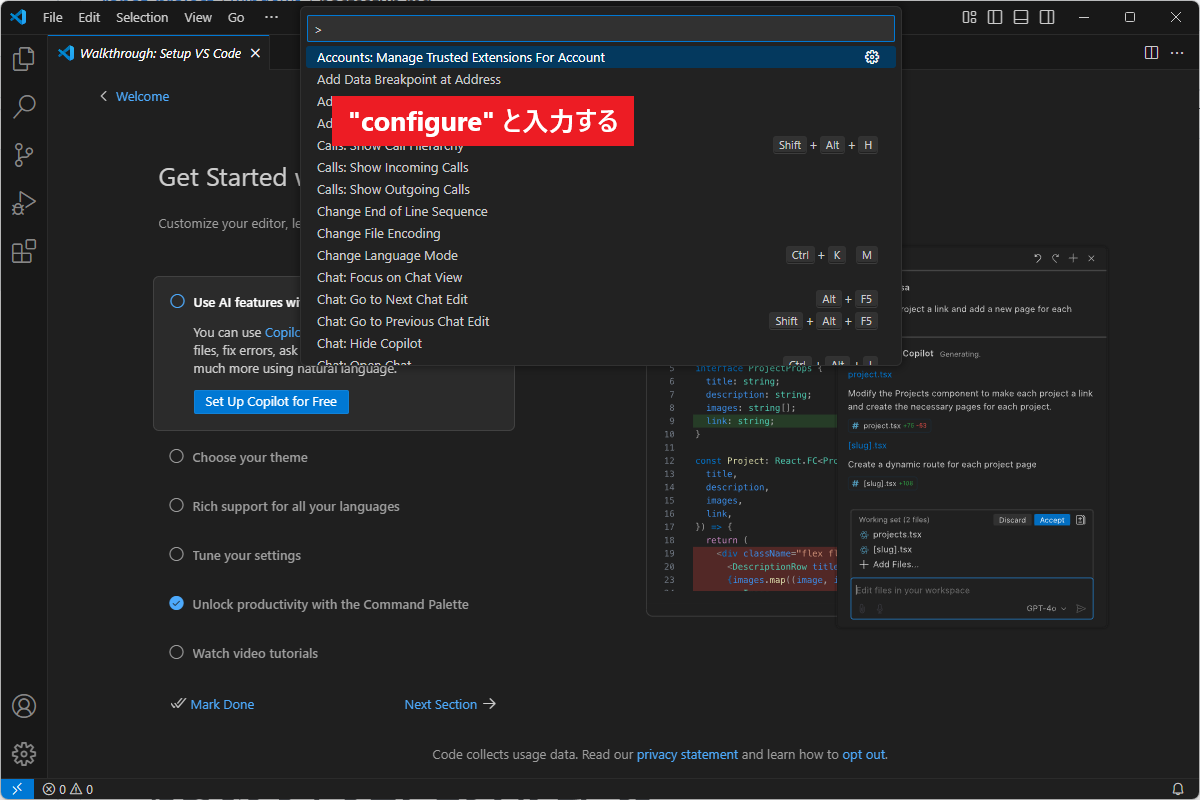 File Edit Selection View Go ···
>
Walkthrough: Setup VS Code
Accounts: Manage Trusted Extensions For Account
Add Data Breakpoint at Address
Ad
Ad
"configure" と入力する
Calls: Show Call Hierarchy Shift + Alt + H
Calls: Show Incoming Calls
Calls: Show Outgoing Calls
Change End of Line Sequence
Change File Encoding
Change Language Mode Ctrl + K M
Chat: Focus on Chat View
Chat: Go to Next Chat Edit Alt + F5
Chat: Go to Previous Chat Edit Shift + Alt + F5
Chat: Hide Copilot
Chat: Open Chat Ctrl + Alt + I
Welcome
Get Started
Customize your editor, le
Use AI features wi
You can use Copilo
files, fix errors, ask
much more using natural language.
Set Up Copilot for Free
Choose your theme
Rich support for all your languages
Tune your settings
Unlock productivity with the Command Palette
Watch video tutorials
Mark Done Next Section
5 interface ProjectProps {
6 title: string;
7 description: string;
8 images: string[];
9 link: string;
10 }
11
12 const Project: React.FC<Pro
13 title,
14 description,
15 images,
16 link,
17 }) => {
18 return (
19 <div className="flex fl
20 <DescriptionRow title
23 {images.map((image, i
sa
roject a link and add a new page for each
Copilot Generating.
project.tsx
Modify the Projects component to make each project a link
and create the necessary pages for each project.
# project.tsx +76 -83
[slug].tsx
Create a dynamic route for each project page
# [slug].tsx +108
Working set (2 files) Discard Accept
projects.tsx
[slug].tsx
+ Add Files...
Edit files in your workspace
GPT-4o
Code collects usage data. Read our privacy statement and learn how to opt out.
0 0